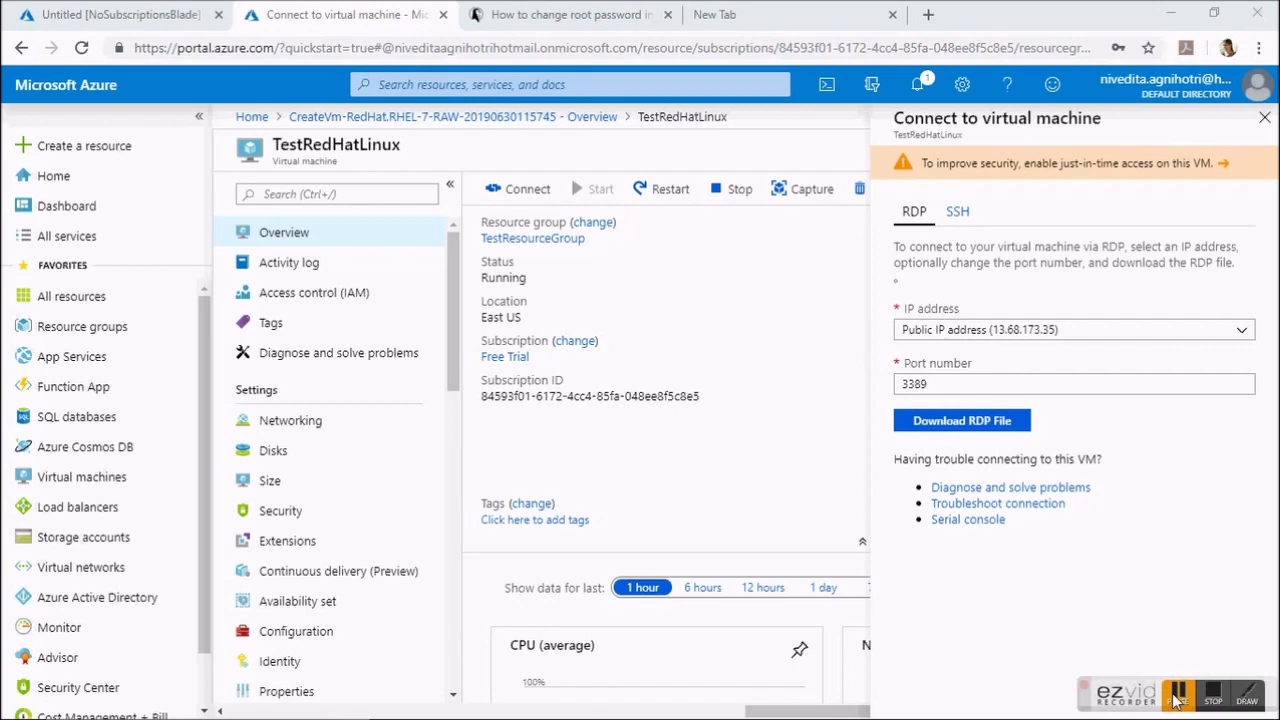 Untitled [NoSubscriptionsBlade]
Connect to virtual machine - Mic
How to change root password in
New Tab
https://portal.azure.com/?quickstart=true#@niveditaagnihotrihotmail.onmicrosoft.com/resource/subscriptions/84593f01-6172-4cc4-85fa-048ee8f5c8e5/resourcegr...
Microsoft Azure
Search resources, services, and docs
1
nivedita.agnihotri@h...
DEFAULT DIRECTORY
Create a resource
Home
Dashboard
All services
FAVORITES
All resources
Resource groups
App Services
Function App
SQL databases
Azure Cosmos DB
Virtual machines
Load balancers
Storage accounts
Virtual networks
Azure Active Directory
Monitor
Advisor
Security Center
Cost Management + Bill
Home > CreateVm-RedHat.RHEL-7-RAW-20190630115745 - Overview > TestRedHatLinux
TestRedHatLinux
Virtual machine
Search (Ctrl+/)
Overview
Activity log
Access control (IAM)
Tags
Diagnose and solve problems
Settings
Networking
Disks
Size
Security
Extensions
Continuous delivery (Preview)
Availability set
Configuration
Identity
Properties
Connect
Start
Restart
Stop
Capture
Resource group (change)
TestResourceGroup
Status
Running
Location
East US
Subscription (change)
Free Trial
Subscription ID
84593f01-6172-4cc4-85fa-048ee8f5c8e5
Tags (change)
Click here to add tags
Show data for last:
1 hour
6 hours
12 hours
1 day
CPU (average)
100%
Connect to virtual machine
TestRedHatLinux
To improve security, enable just-in-time access on this VM. →
RDP
SSH
To connect to your virtual machine via RDP, select an IP address,
optionally change the port number, and download the RDP file.
* IP address
Public IP address (13.68.173.35)
* Port number
3389
Download RDP File
Having trouble connecting to this VM?
Diagnose and solve problems
Troubleshoot connection
Serial console
ezvid
RECORDER
STOP
DRAW